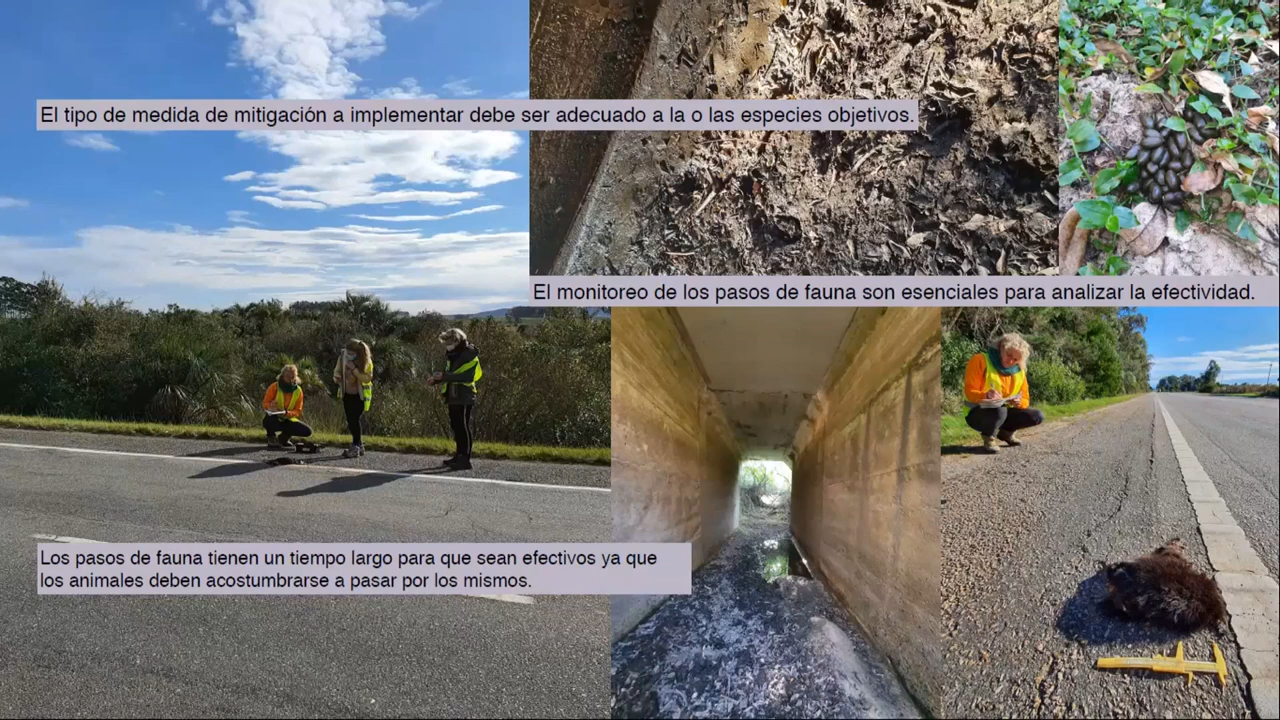 El tipo de medida de mitigación a implementar debe ser adecuado a la o las especies objetivos.
El monitoreo de los pasos de fauna son esenciales para analizar la efectividad.
Los pasos de fauna tienen un tiempo largo para que sean efectivos ya que
los animales deben acostumbrarse a pasar por los mismos.